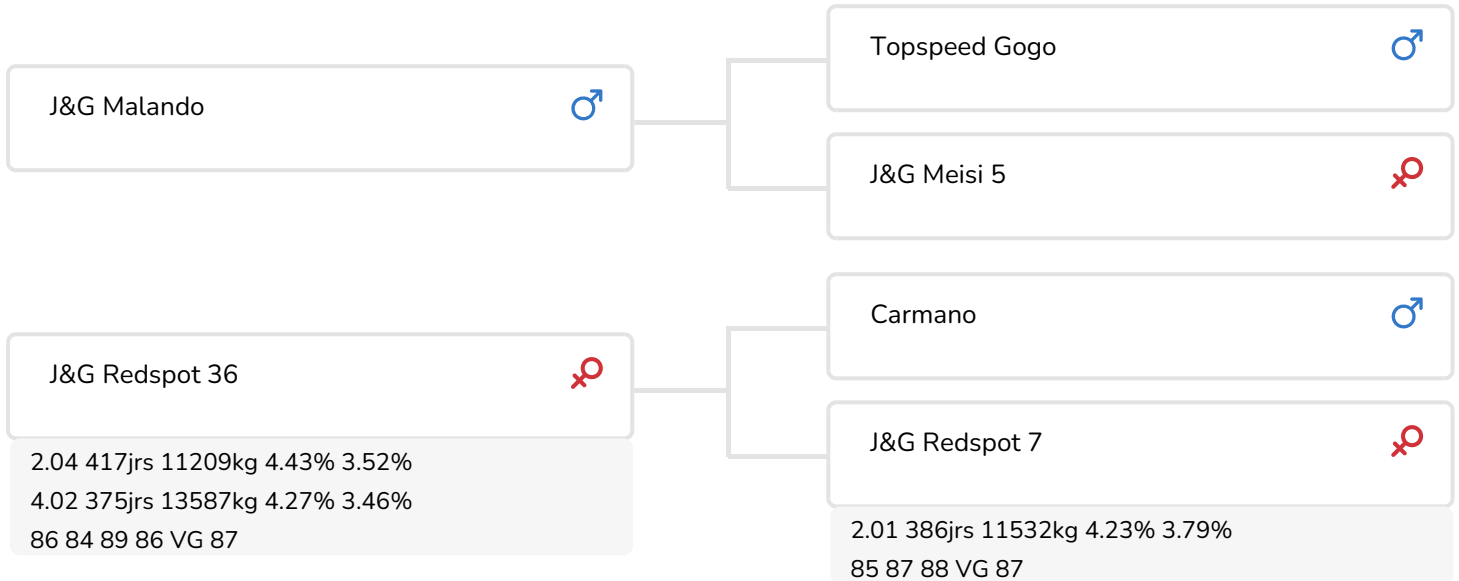 J&G Malando
Topspeed Gogo
J&G Meisi 5
J&G Redspot 36
2.04 417jrs 11209kg 4.43% 3.52%
4.02 375jrs 13587kg 4.27% 3.46%
86 84 89 86 VG 87
Carmano
J&G Redspot 7
2.01 386jrs 11532kg 4.23% 3.79%
85 87 88 VG 87